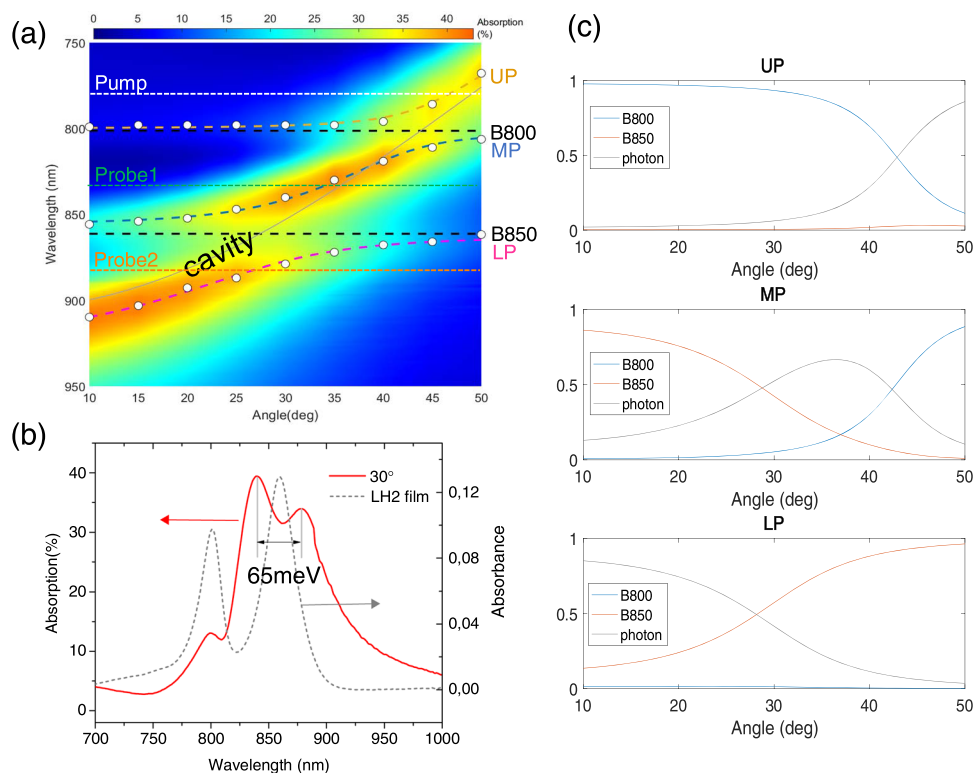 (a)
0 5 10 15 20 25 30 35 40
Absorption
(%)
750
800
850
900
950
Wavelength (nm)
Pump
UP
B800
MP
Probe1
B850
LP
cavity
Probe2
10 15 20 25 30 35 40 45 50
Angle(deg)
(b)
40
30
20
10
0
Absorption(%)
30°
LH2 film
65meV
0,12
0,08
0,04
0,00
Absorbance
700 750 800 850 900 950 1000
Wavelength (nm)
(c)
UP
1
0.5
0
B800
B850
photon
10 20 30 40 50
Angle (deg)
MP
1
0.5
0
B800
B850
photon
10 20 30 40 50
Angle (deg)
LP
1
0.5
0
B800
B850
photon
10 20 30 40 50
Angle (deg)